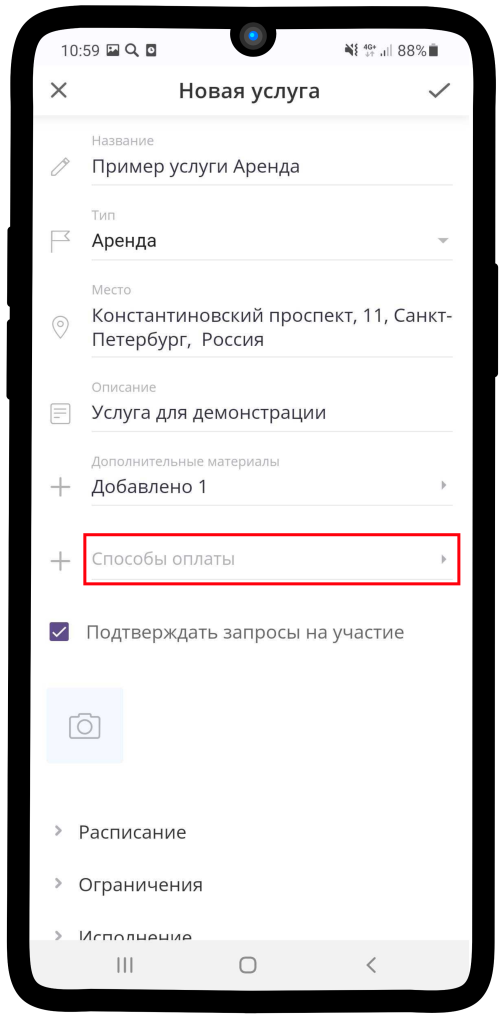 10:59 4G+ 88%
Новая услуга
Название
Пример услуги Аренда
Тип
Аренда
Место
Константиновский проспект, 11, Санкт-
Петербург, Россия
Описание
Услуга для демонстрации
Дополнительные материалы
Добавлено 1
Способы оплаты
Подтверждать запросы на участие
Расписание
Ограничения
Исполнение